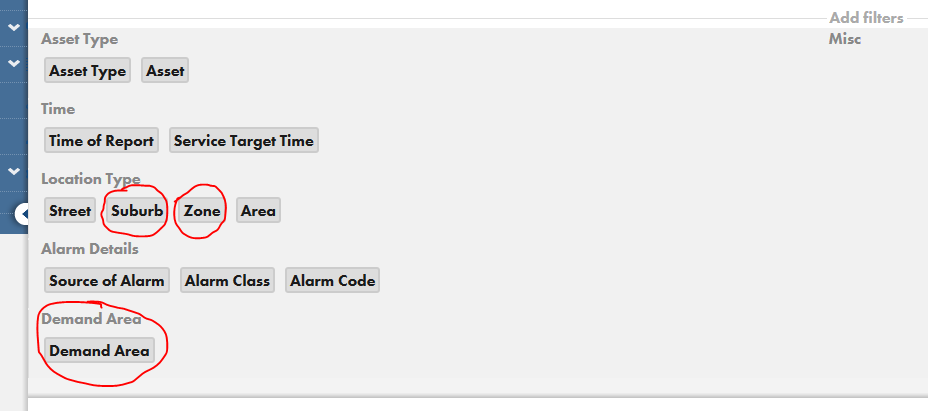 Add filters
Asset Type
Misc
Asset Type Asset
Time
Time of Report Service Target Time
Location Type
Street Suburb Zone Area
Alarm Details
Source of Alarm Alarm Class Alarm Code
Demand Area
Demand Area